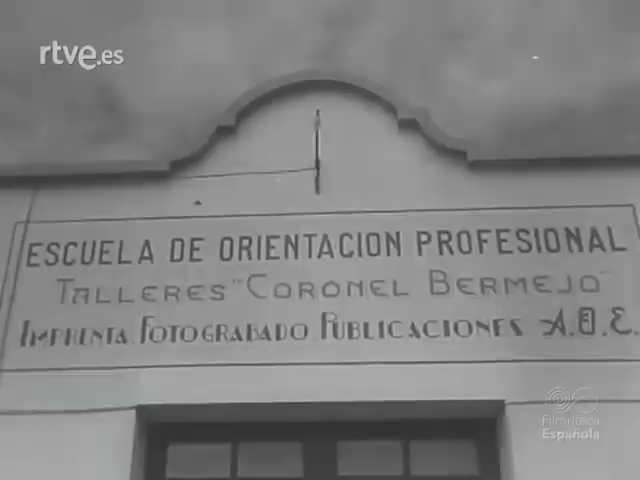 rtve.es
ESCUELA DE ORIENTACION PROFESIONAL
TALLERES "CORONEL BERMEJO"
IMPRENTA. FOTOGRABADO. PUBLICACIONES A.O.E.
Filmoteca
Española